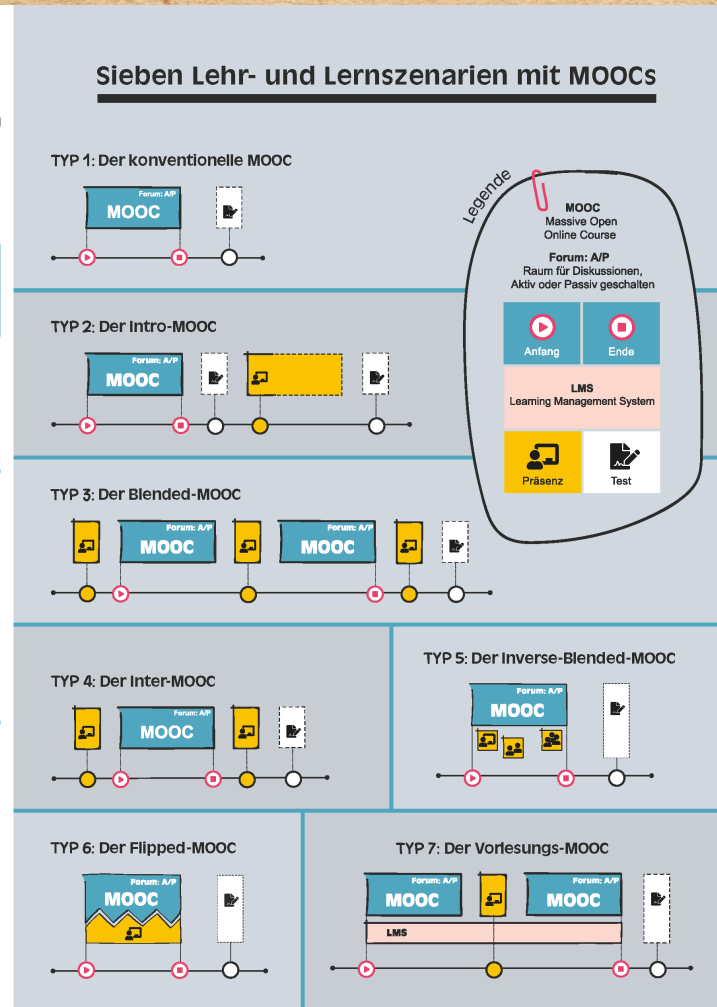 Sieben Lehr- und Lernszenarien mit MOOCs
TYP 1: Der konventionelle MOOC
Forum: A/P
MOOC
Legende
MOOC
Massive Open
Online Course
Forum: A/P
Raum für Diskussionen,
Aktiv oder Passiv geschalten
Anfang
Ende
LMS
Learning Management System
Präsenz
Test
TYP 2: Der Intro-MOOC
Forum: A/P
MOOC
TYP 3: Der Blended-MOOC
Forum: A/P
MOOC
Forum: A/P
MOOC
TYP 4: Der Inter-MOOC
Forum: A/P
MOOC
TYP 5: Der Inverse-Blended-MOOC
Forum: A/P
MOOC
TYP 6: Der Flipped-MOOC
Forum: A/P
MOOC
TYP 7: Der Vorlesungs-MOOC
Forum: A/P
MOOC
Forum: A/P
MOOC
LMS